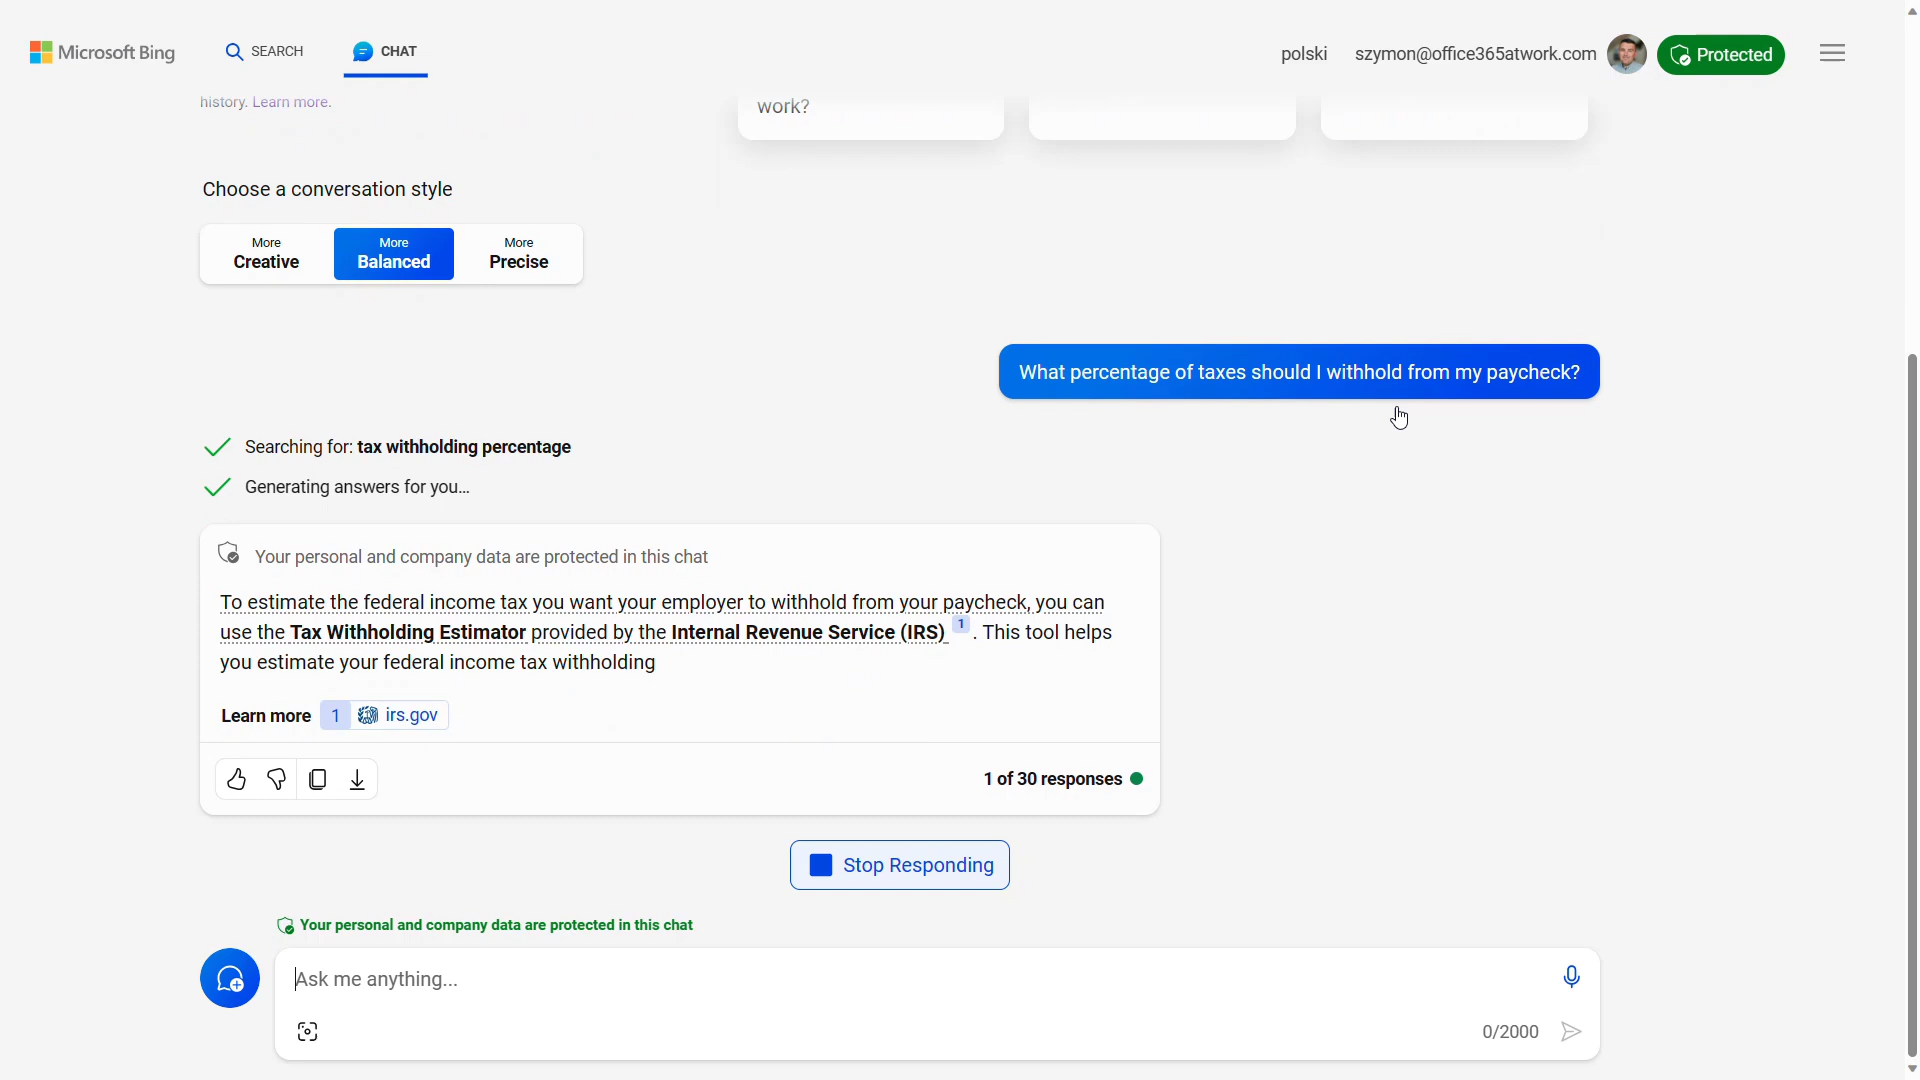 Microsoft Bing
SEARCH
CHAT
polski
szymon@office365atwork.com
Protected
history. Learn more.
work?
Choose a conversation style
More
Creative
More
Balanced
More
Precise
What percentage of taxes should I withhold from my paycheck?
Searching for: tax withholding percentage
Generating answers for you...
Your personal and company data are protected in this chat
To estimate the federal income tax you want your employer to withhold from your paycheck, you can
use the Tax Withholding Estimator provided by the Internal Revenue Service (IRS) 1 . This tool helps
you estimate your federal income tax withholding
Learn more 1 irs.gov
1 of 30 responses
Stop Responding
Your personal and company data are protected in this chat
Ask me anything...
0/2000